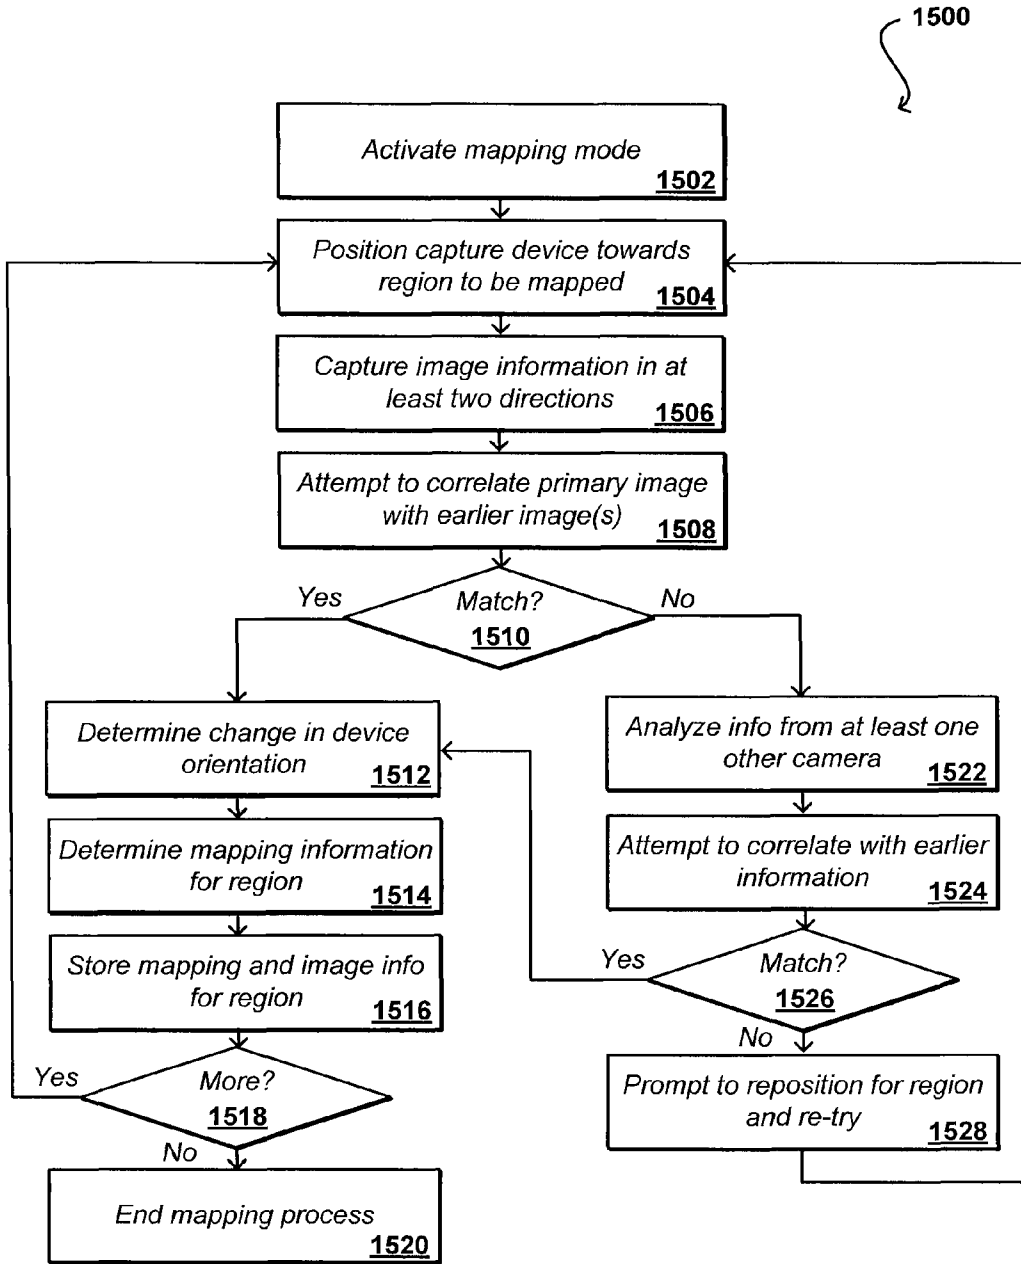 1500
Activate mapping mode
1502
Position capture device towards
region to be mapped
1504
Capture image information in at
least two directions
1506
Attempt to correlate primary image
with earlier image(s)
1508
Yes
Match?
No
1510
Determine change in device
orientation
1512
Analyze info from at least one
other camera
1522
Determine mapping information
for region
1514
Attempt to correlate with earlier
information
1524
Store mapping and image info
for region
1516
Yes
Match?
1526
No
Yes
More?
1518
No
Prompt to reposition for region
and re-try
1528
End mapping process
1520